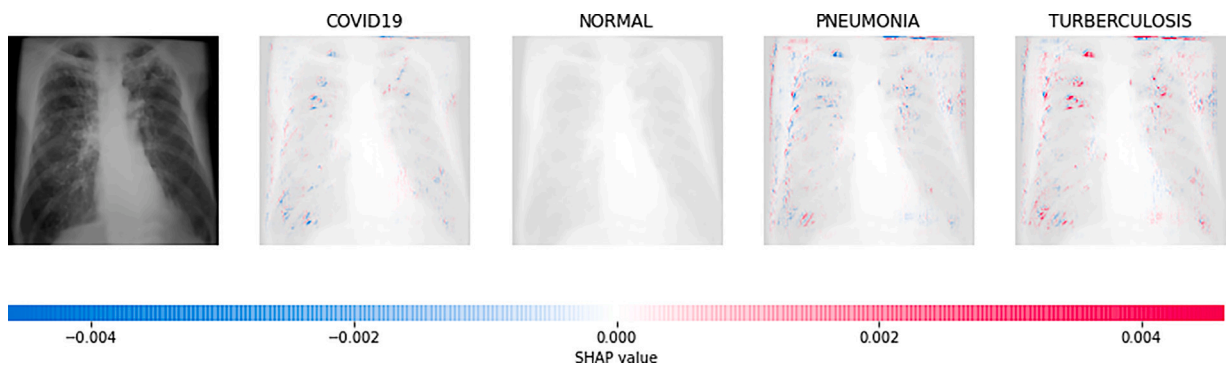 COVID19 NORMAL PNEUMONIA TURBERCULOSIS
−0.004 −0.002 0.000 0.002 0.004
SHAP value